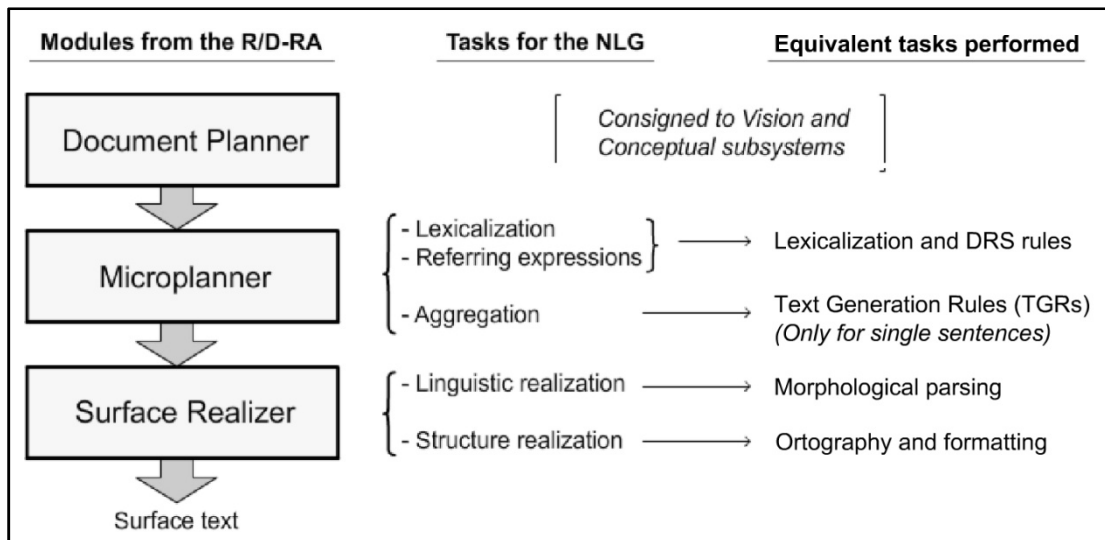 Modules from the R/D-RA
Tasks for the NLG
Equivalent tasks performed
Document Planner
Consigned to Vision and
Conceptual subsystems
Microplanner
- Lexicalization
- Referring expressions
Lexicalization and DRS rules
- Aggregation
Text Generation Rules (TGRs)
(Only for single sentences)
Surface Realizer
- Linguistic realization
Morphological parsing
- Structure realization
Ortography and formatting
Surface text